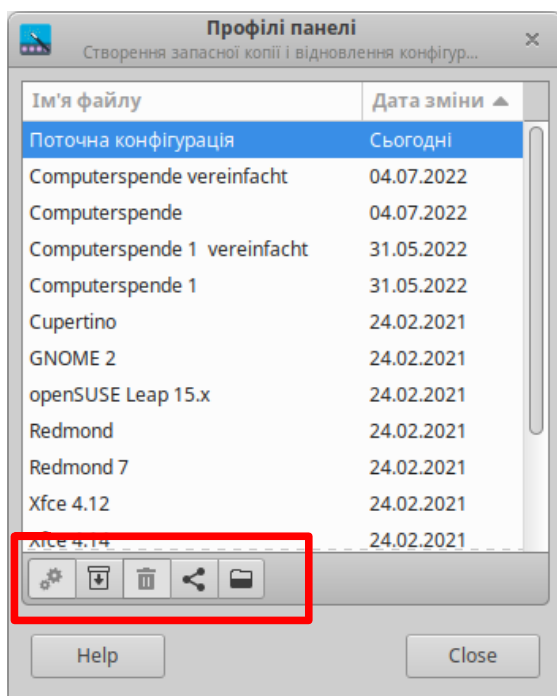 Профілі панелі
Створення запасної копії і відновлення конфігур...
Ім'я файлу Дата зміни
Поточна конфігурація Сьогодні
Computerspende vereinfacht 04.07.2022
Computerspende 04.07.2022
Computerspende 1 vereinfacht 31.05.2022
Computerspende 1 31.05.2022
Cupertino 24.02.2021
GNOME 2 24.02.2021
openSUSE Leap 15.x 24.02.2021
Redmond 24.02.2021
Redmond 7 24.02.2021
Xfce 4.12 24.02.2021
Xfce 4.14 24.02.2021
Help Close